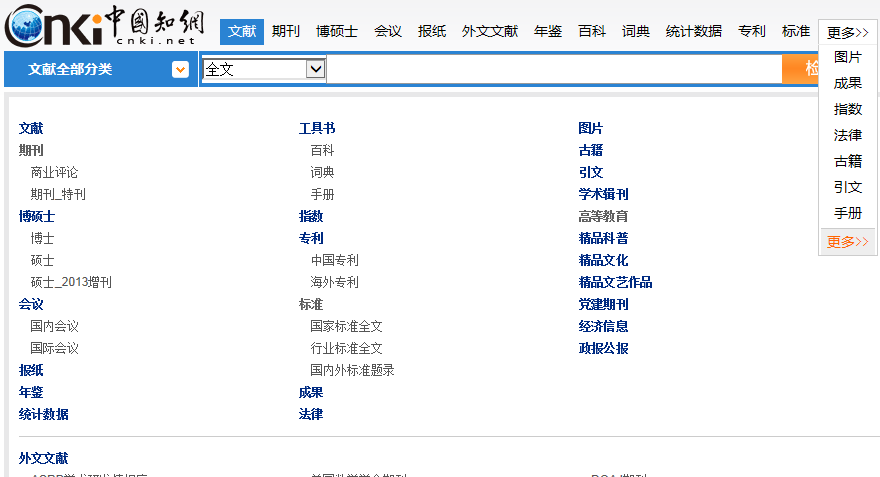 Cnki 中國知網
cnki.net
文献 期刊 博硕士 会议 报纸 外文文献 年鉴 百科 词典 统计数据 专利 标准 更多>>
图片
成果
指数
法律
古籍
引文
手册
更多>>
文献全部分类 全文 检
文献
期刊
商业评论
期刊_特刊
博硕士
博士
硕士
硕士_2013增刊
会议
国内会议
国际会议
报纸
年鉴
统计数据
工具书
百科
词典
手册
指数
专利
中国专利
海外专利
标准
国家标准全文
行业标准全文
国内外标准题录
成果
法律
图片
古籍
引文
学术辑刊
高等教育
精品科普
精品文化
精品文艺作品
党建期刊
经济信息
政报公报
外文文献